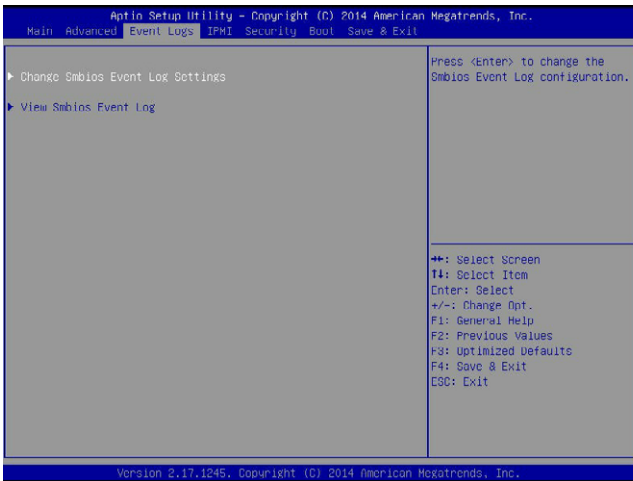 Aptio Setup Utility - Copyright (C) 2014 American Megatrends, Inc.
Main Advanced Event Logs IPMI Security Boot Save & Exit
▶ Change Smbios Event Log Settings
▶ View Smbios Event Log
Press <Enter> to change the
Smbios Event Log configuration.
→←: Select Screen
↑↓: Select Item
Enter: Select
+/-: Change Opt.
F1: General Help
F2: Previous Values
F3: Optimized Defaults
F4: Save & Exit
ESC: Exit
Version 2.17.1245. Copyright (C) 2014 American Megatrends, Inc.